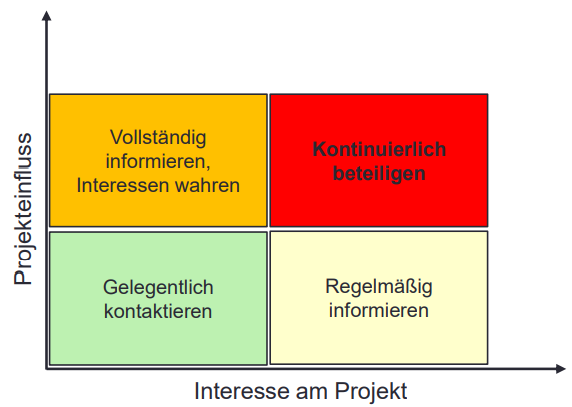 Projekteinfluss
Vollständig
informieren,
Interessen wahren
Kontinuierlich
beteiligen
Gelegentlich
kontaktieren
Regelmäßig
informieren
Interesse am Projekt